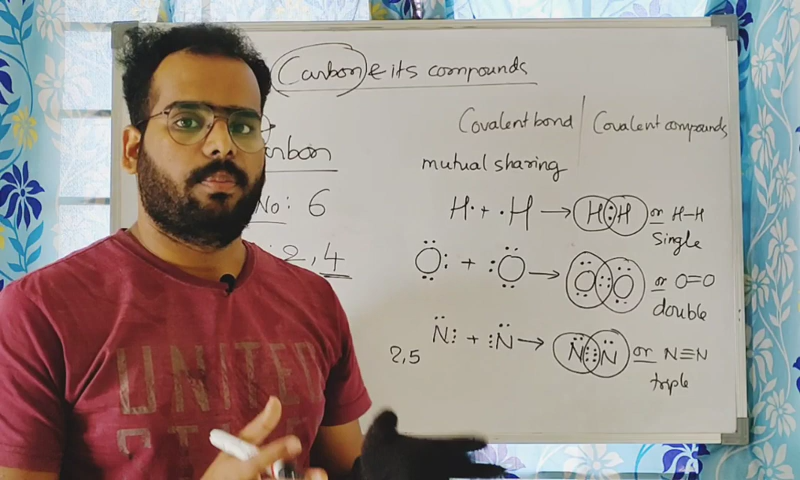 Carbon & its compounds
Covalent bond | Covalent compounds
mutual sharing
No: 6
: 2, 4
H· + ·H → H:H or H-H
Single
O: + :O → O::O or O=O
double
2,5
N: + :N → N:::N or N≡N
triple
UNITED